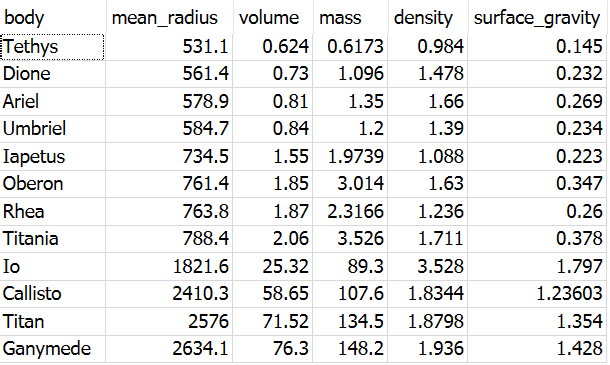 body mean_radius volume mass density surface_gravity
Tethys 531.1 0.624 0.6173 0.984 0.145
Dione 561.4 0.73 1.096 1.478 0.232
Ariel 578.9 0.81 1.35 1.66 0.269
Umbriel 584.7 0.84 1.2 1.39 0.234
Iapetus 734.5 1.55 1.9739 1.088 0.223
Oberon 761.4 1.85 3.014 1.63 0.347
Rhea 763.8 1.87 2.3166 1.236 0.26
Titania 788.4 2.06 3.526 1.711 0.378
Io 1821.6 25.32 89.3 3.528 1.797
Callisto 2410.3 58.65 107.6 1.8344 1.23603
Titan 2576 71.52 134.5 1.8798 1.354
Ganymede 2634.1 76.3 148.2 1.936 1.428